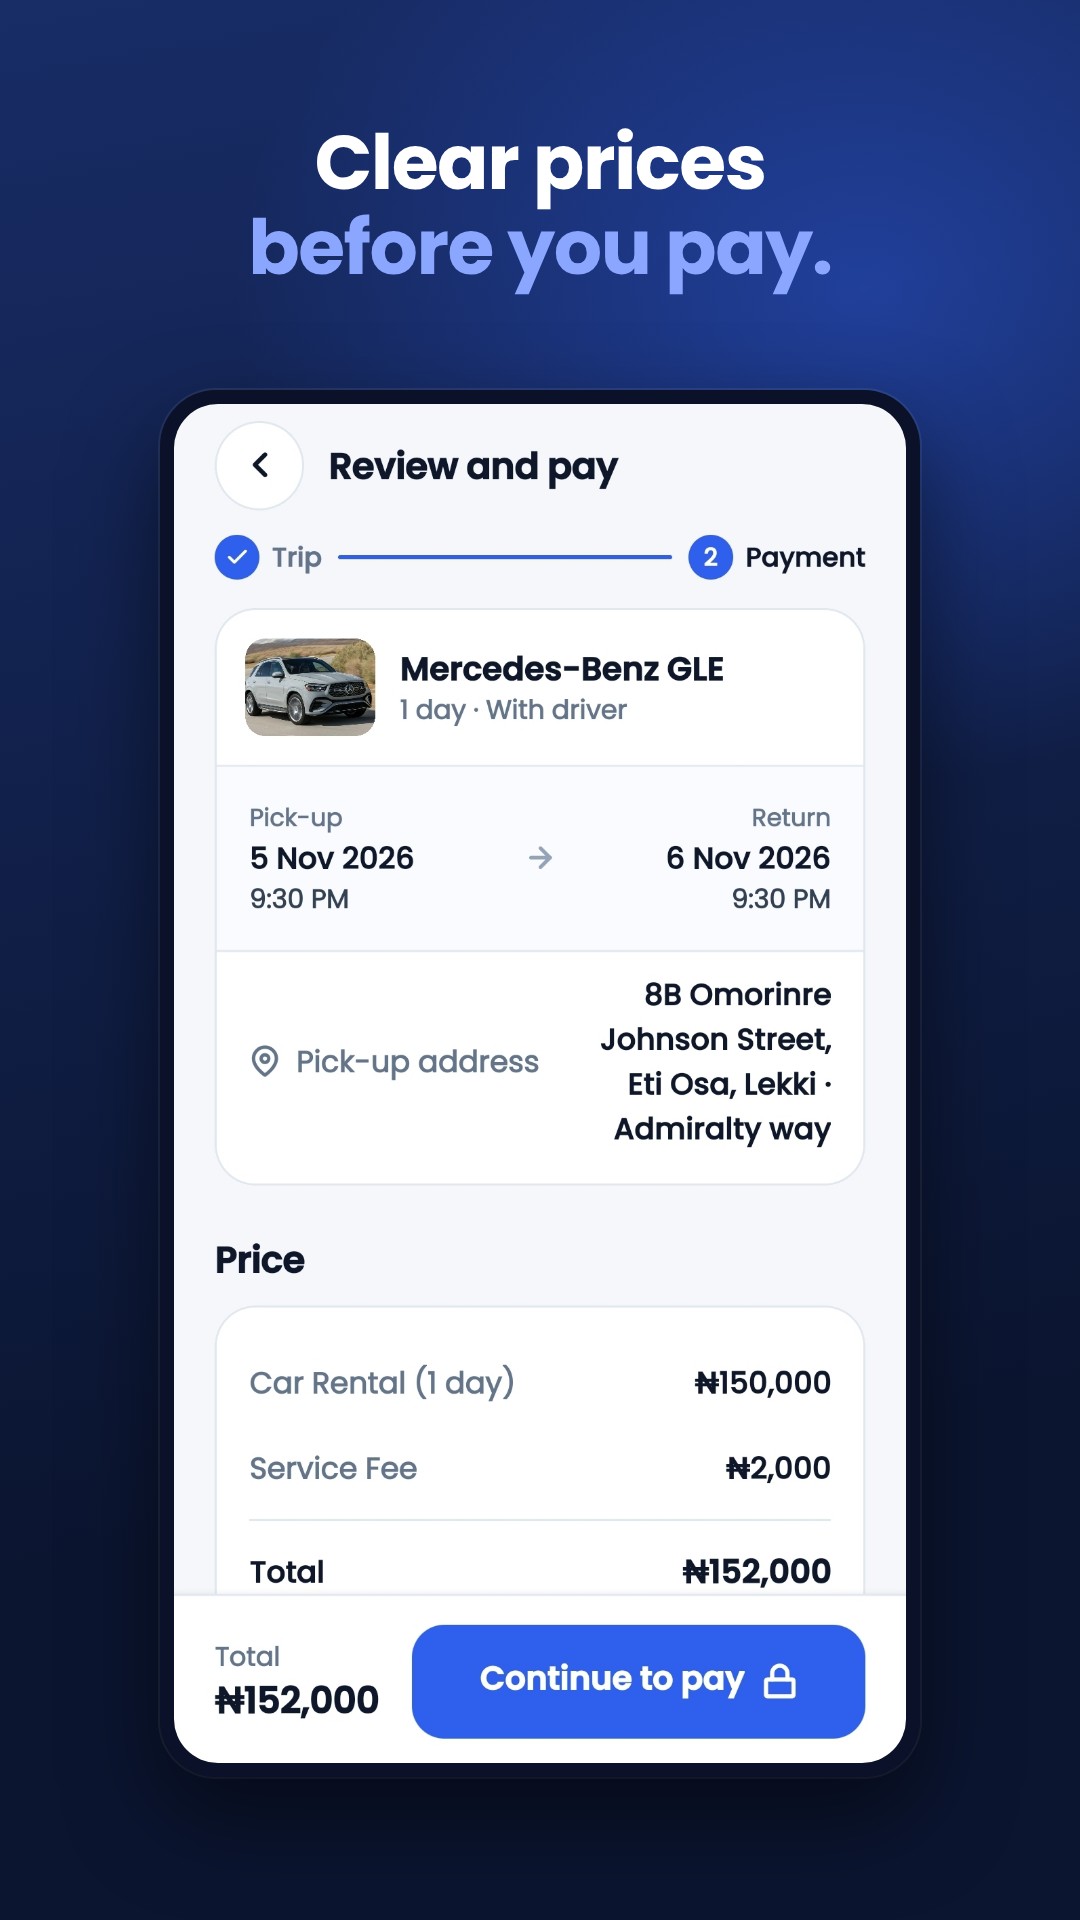 Clear prices
before you pay.
Review and pay
Trip
2 Payment
Mercedes-Benz GLE
1 day · With driver
Pick-up
5 Nov 2026
9:30 PM
Return
6 Nov 2026
9:30 PM
Pick-up address
8B Omorinre
Johnson Street,
Eti Osa, Lekki ·
Admiralty way
Price
Car Rental (1 day) ₦150,000
Service Fee ₦2,000
Total ₦152,000
Total
₦152,000
Continue to pay